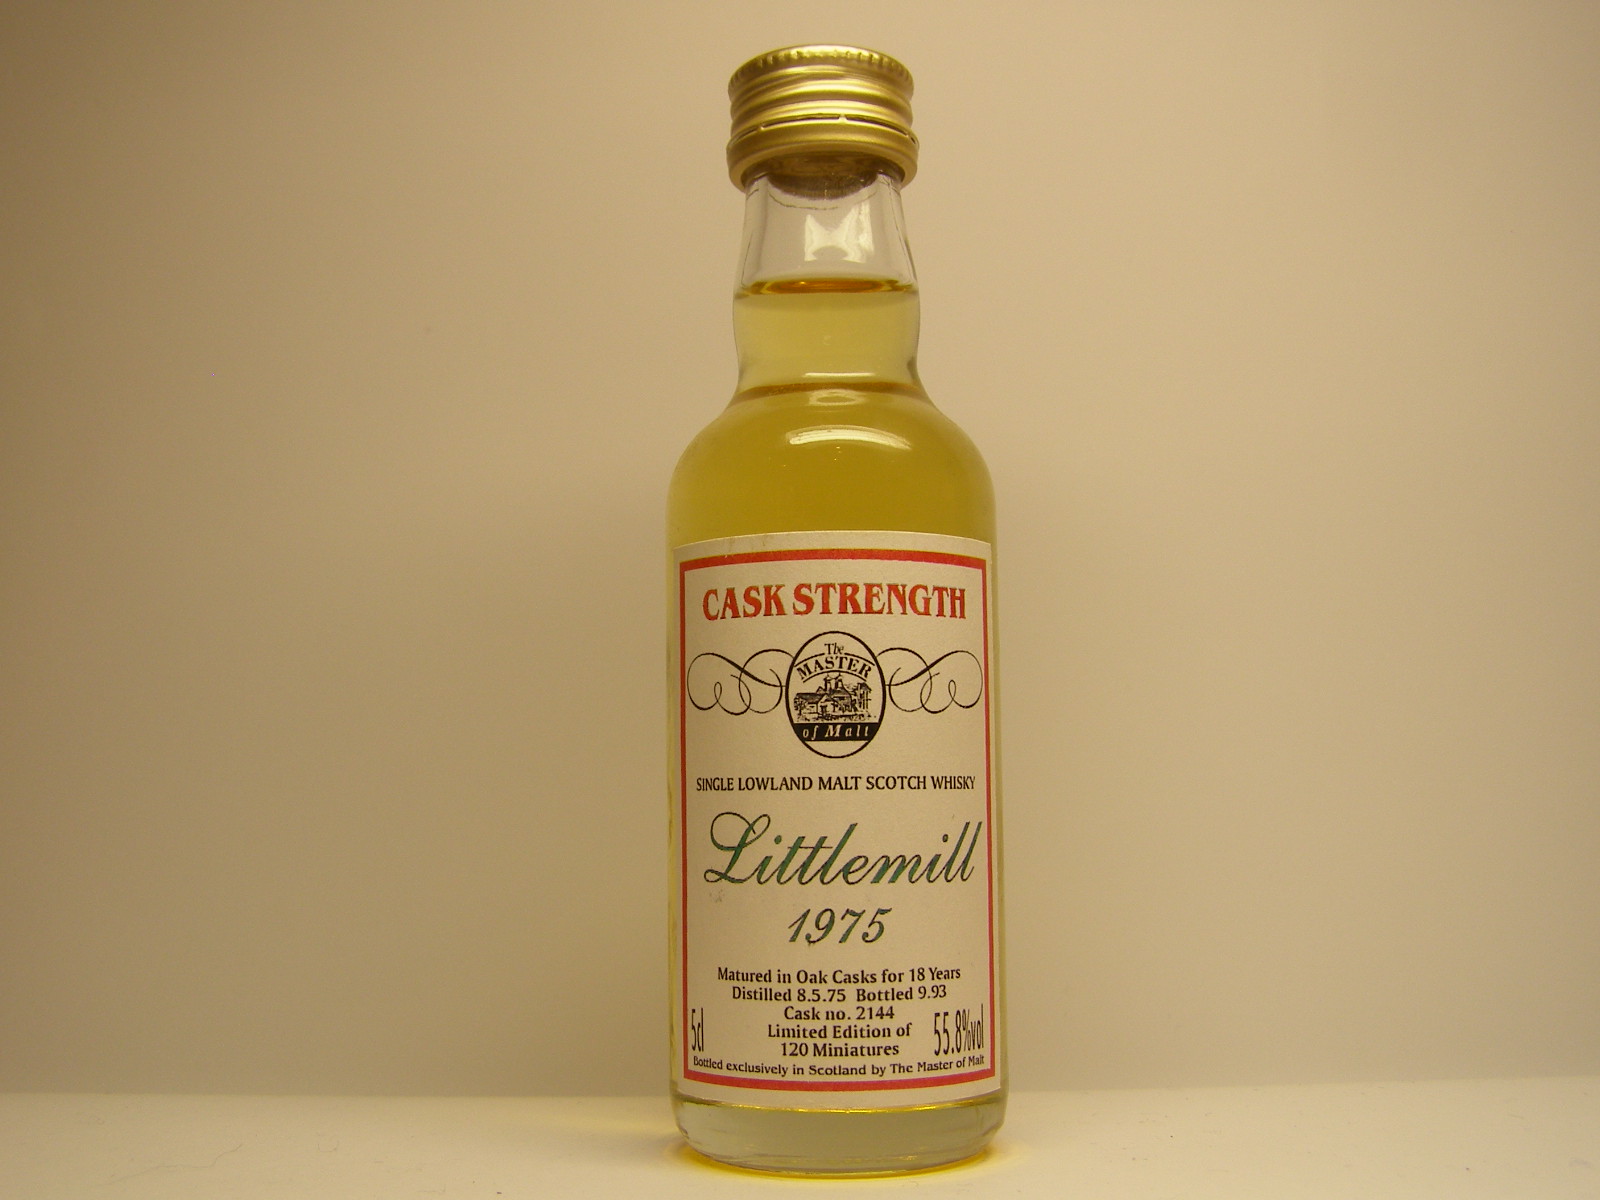 CASK STRENGTH
The
MASTER
of Malt
SINGLE LOWLAND MALT SCOTCH WHISKY
Littlemill
1975
Matured in Oak Casks for 18 Years
Distilled 8.5.75 Bottled 9.93
Cask no. 2144
Limited Edition of
120 Miniatures
5cl
55.8%vol
Bottled exclusively in Scotland by The Master of Malt